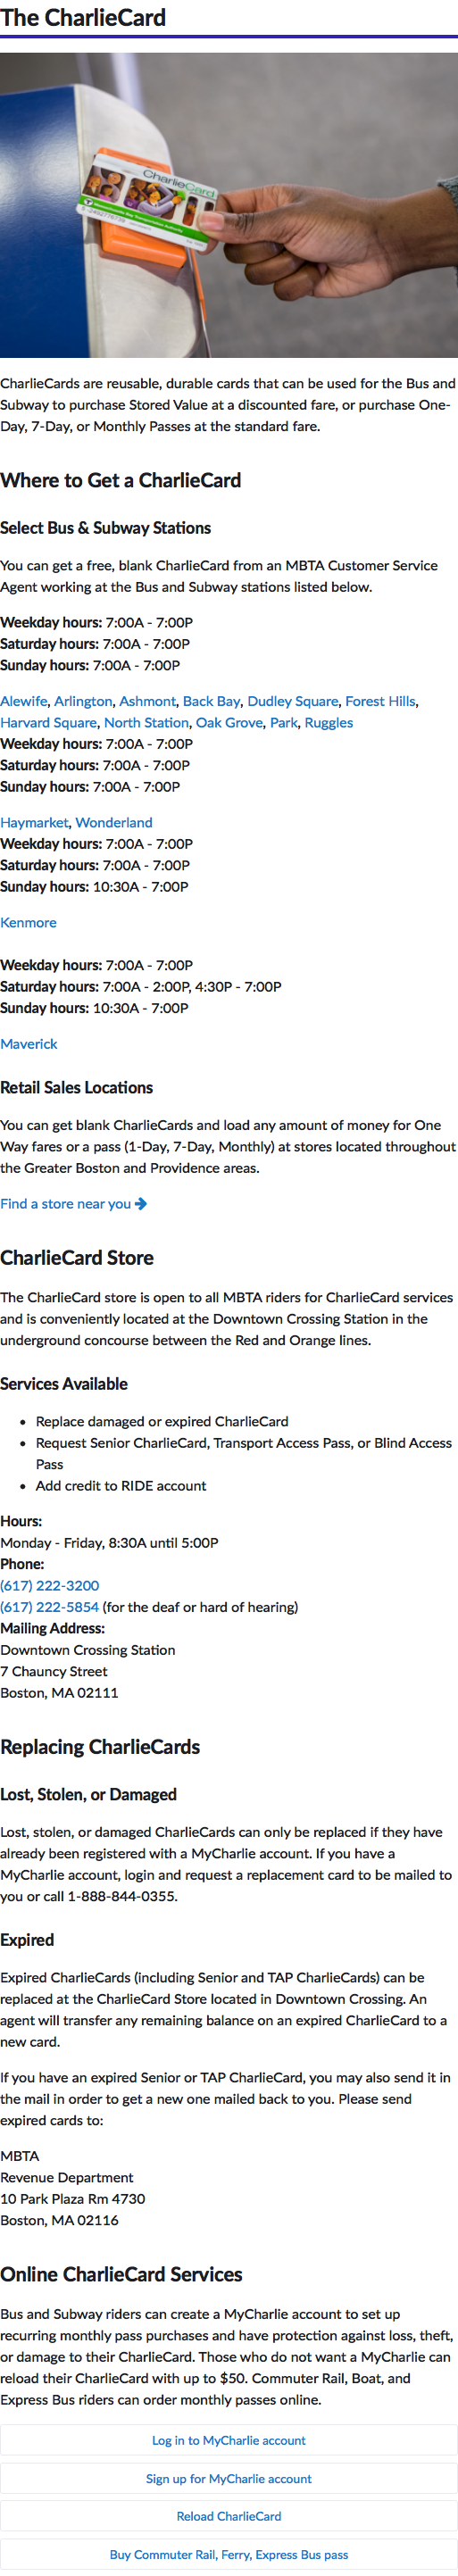 The CharlieCard
CharlieCard
CharlieCards are reusable, durable cards that can be used for the Bus and
Subway to purchase Stored Value at a discounted fare, or purchase One-
Day, 7-Day, or Monthly Passes at the standard fare.
Where to Get a CharlieCard
Select Bus & Subway Stations
You can get a free, blank CharlieCard from an MBTA Customer Service
Agent working at the Bus and Subway stations listed below.
Weekday hours: 7:00A - 7:00P
Saturday hours: 7:00A - 7:00P
Sunday hours: 7:00A - 7:00P
Alewife, Arlington, Ashmont, Back Bay, Dudley Square, Forest Hills,
Harvard Square, North Station, Oak Grove, Park, Ruggles
Weekday hours: 7:00A - 7:00P
Saturday hours: 7:00A - 7:00P
Sunday hours: 7:00A - 7:00P
Haymarket, Wonderland
Weekday hours: 7:00A - 7:00P
Saturday hours: 7:00A - 7:00P
Sunday hours: 10:30A - 7:00P
Kenmore
Weekday hours: 7:00A - 7:00P
Saturday hours: 7:00A - 2:00P, 4:30P - 7:00P
Sunday hours: 10:30A - 7:00P
Maverick
Retail Sales Locations
You can get blank CharlieCards and load any amount of money for One
Way fares or a pass (1-Day, 7-Day, Monthly) at stores located throughout
the Greater Boston and Providence areas.
Find a store near you
CharlieCard Store
The CharlieCard store is open to all MBTA riders for CharlieCard services
and is conveniently located at the Downtown Crossing Station in the
underground concourse between the Red and Orange lines.
Services Available
• Replace damaged or expired CharlieCard
• Request Senior CharlieCard, Transport Access Pass, or Blind Access
Pass
• Add credit to RIDE account
Hours:
Monday - Friday, 8:30A until 5:00P
Phone:
(617) 222-3200
(617) 222-5854 (for the deaf or hard of hearing)
Mailing Address:
Downtown Crossing Station
7 Chauncy Street
Boston, MA 02111
Replacing CharlieCards
Lost, Stolen, or Damaged
Lost, stolen, or damaged CharlieCards can only be replaced if they have
already been registered with a MyCharlie account. If you have a
MyCharlie account, login and request a replacement card to be mailed to
you or call 1-888-844-0355.
Expired
Expired CharlieCards (including Senior and TAP CharlieCards) can be
replaced at the CharlieCard Store located in Downtown Crossing. An
agent will transfer any remaining balance on an expired CharlieCard to a
new card.
If you have an expired Senior or TAP CharlieCard, you may also send it in
the mail in order to get a new one mailed back to you. Please send
expired cards to:
MBTA
Revenue Department
10 Park Plaza Rm 4730
Boston, MA 02116
Online CharlieCard Services
Bus and Subway riders can create a MyCharlie account to set up
recurring monthly pass purchases and have protection against loss, theft,
or damage to their CharlieCard. Those who do not want a MyCharlie can
reload their CharlieCard with up to $50. Commuter Rail, Boat, and
Express Bus riders can order monthly passes online.
Log in to MyCharlie account
Sign up for MyCharlie account
Reload CharlieCard
Buy Commuter Rail, Ferry, Express Bus pass